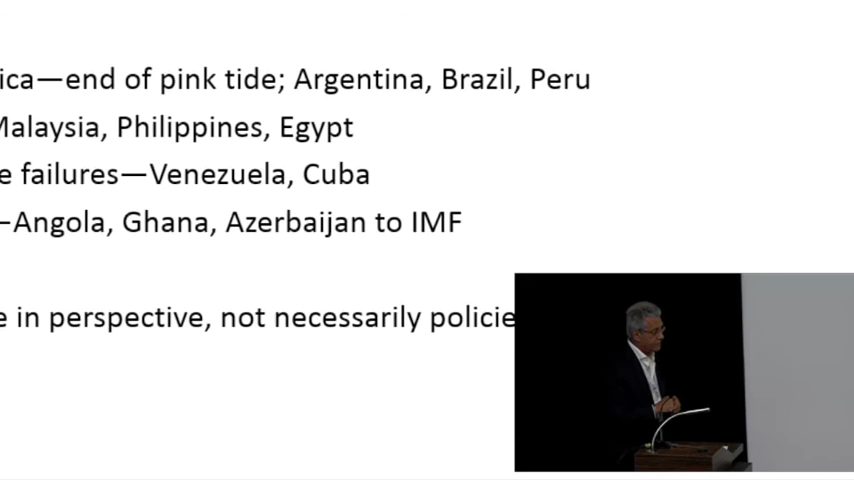 ica—end of pink tide; Argentina, Brazil, Peru
Malaysia, Philippines, Egypt
e failures—Venezuela, Cuba
–Angola, Ghana, Azerbaijan to IMF
e in perspective, not necessarily policie